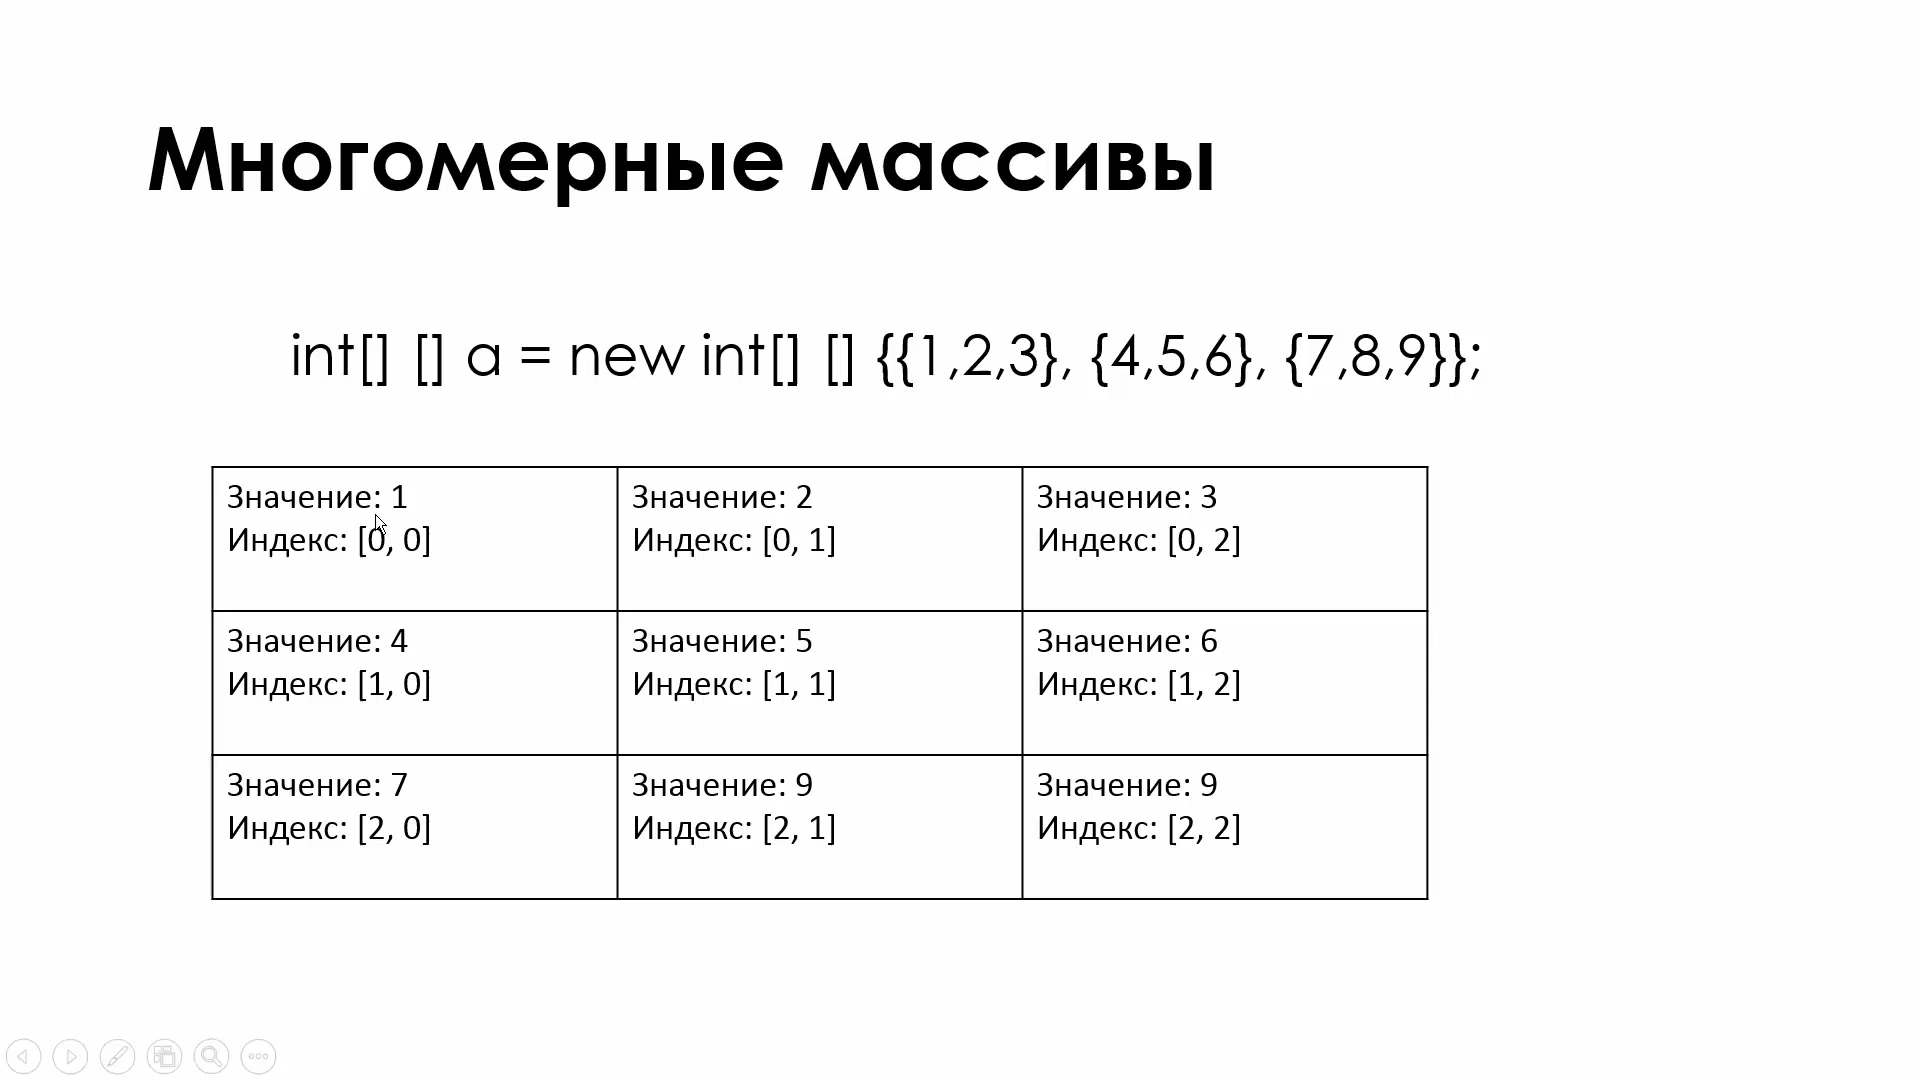 Многомерные массивы
int[] [] a = new int[] [] {{1,2,3}, {4,5,6}, {7,8,9}};
Значение: 1
Индекс: [0, 0]
Значение: 2
Индекс: [0, 1]
Значение: 3
Индекс: [0, 2]
Значение: 4
Индекс: [1, 0]
Значение: 5
Индекс: [1, 1]
Значение: 6
Индекс: [1, 2]
Значение: 7
Индекс: [2, 0]
Значение: 9
Индекс: [2, 1]
Значение: 9
Индекс: [2, 2]